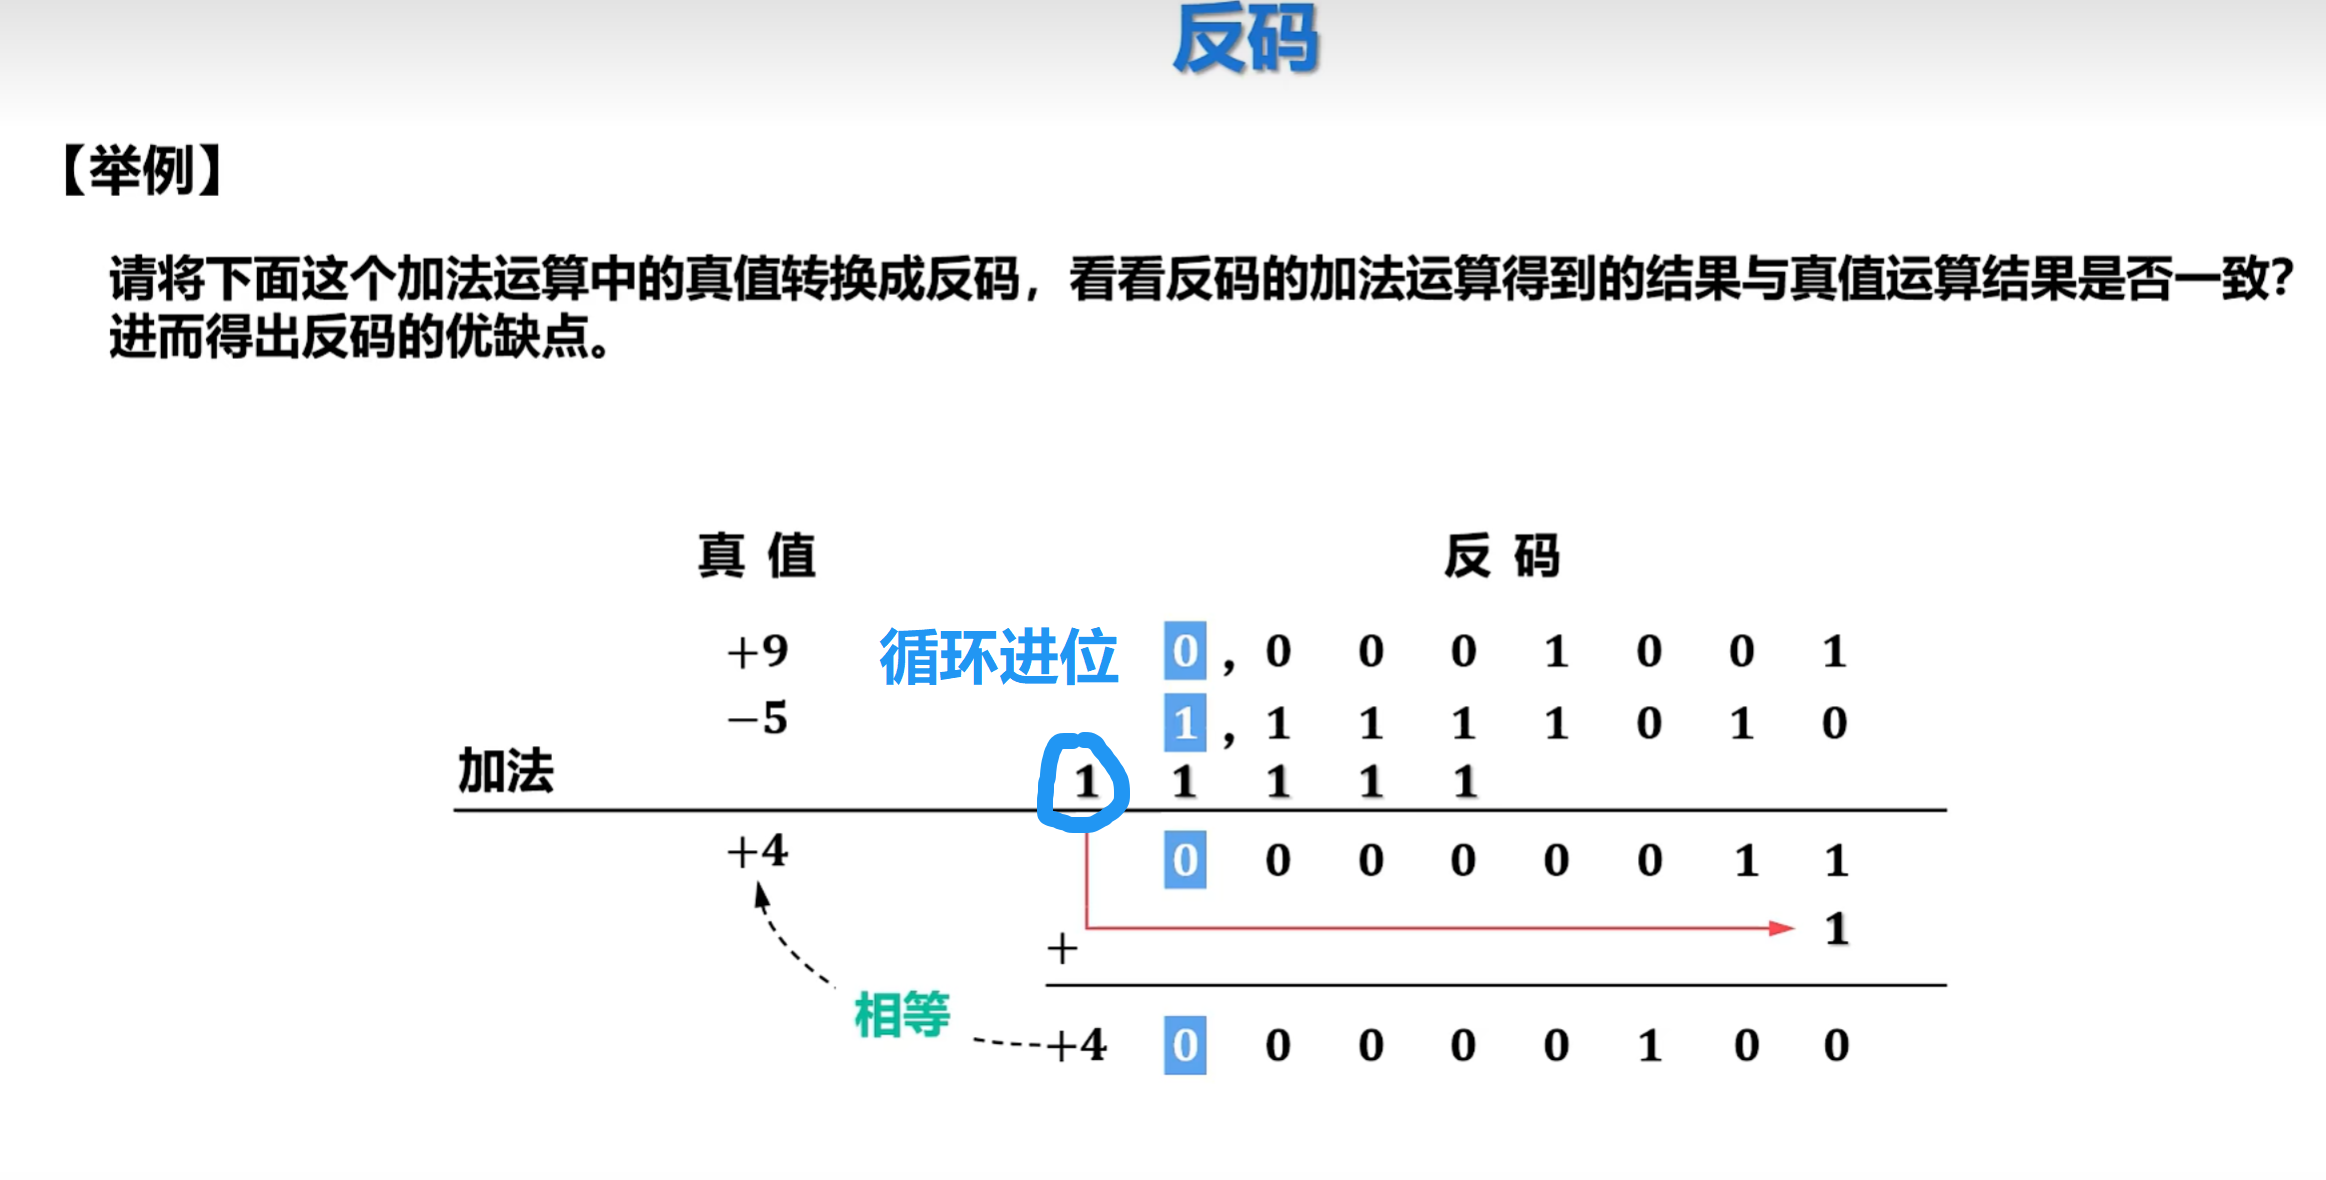 反码
【举例】
请将下面这个加法运算中的真值转换成反码，看看反码的加法运算得到的结果与真值运算结果是否一致？
进而得出反码的优缺点。
真 值 反 码
+9 循环进位 0 , 0 0 0 1 0 0 1
−5 1 , 1 1 1 1 0 1 0
加法 1 1 1 1 1
+4 0 0 0 0 0 0 1 1
+ 1
相等
+4 0 0 0 0 0 1 0 0